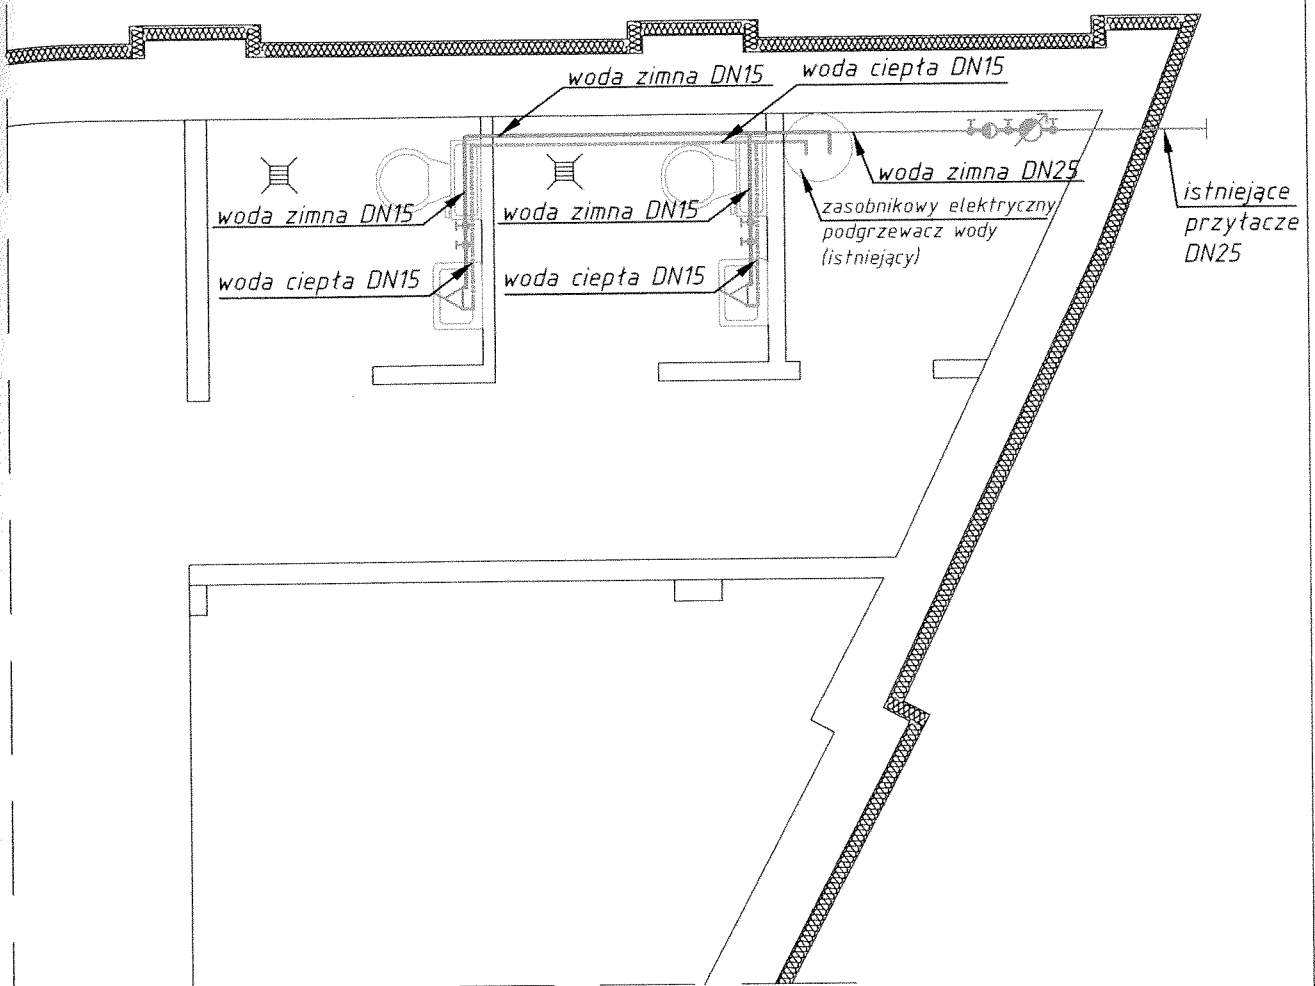 woda zimna DN15
woda ciepła DN15
woda zimna DN25
woda zimna DN15
woda zimna DN15
zasobnikowy elektryczny
podgrzewacz wody
(istniejący)
istniejące
przyłacze
DN25
woda ciepła DN15
woda ciepła DN15